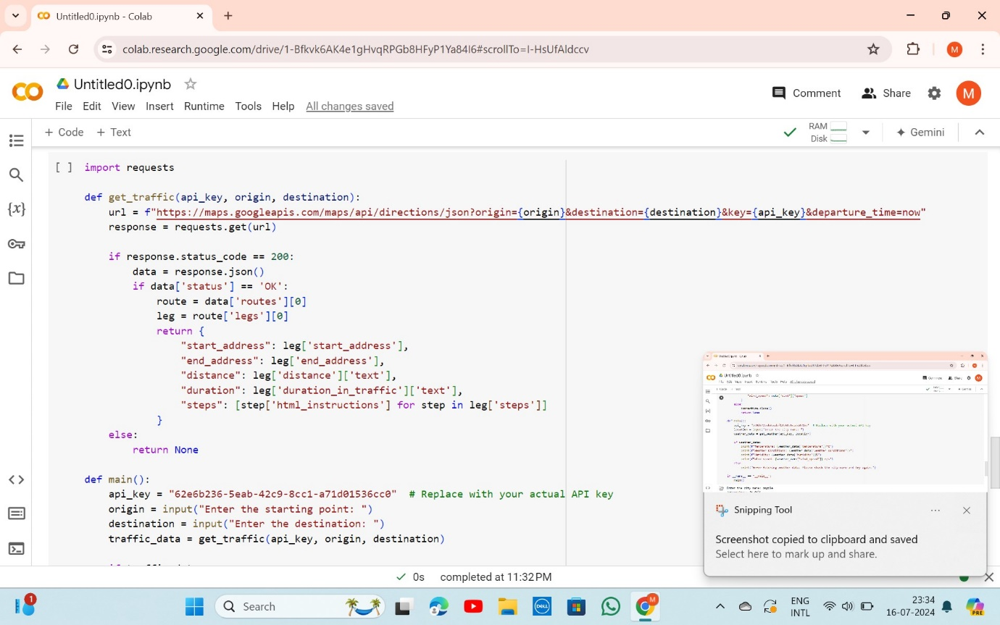 Untitled0.ipynb - Colab
colab.research.google.com/drive/1-Bfkvk6AK4e1gHvqRPGb8HFyP1Ya84I6#scrollTo=I-HsUfAldccv
M
Untitled0.ipynb
File Edit View Insert Runtime Tools Help All changes saved
Comment Share M
+ Code + Text
RAM
Disk
Gemini
[ ] import requests
def get_traffic(api_key, origin, destination):
url = f"https://maps.googleapis.com/maps/api/directions/json?origin={origin}&destination={destination}&key={api_key}&departure_time=now"
response = requests.get(url)
if response.status_code == 200:
data = response.json()
if data['status'] == 'OK':
route = data['routes'][0]
leg = route['legs'][0]
return {
"start_address": leg['start_address'],
"end_address": leg['end_address'],
"distance": leg['distance']['text'],
"duration": leg['duration_in_traffic']['text'],
"steps": [step['html_instructions'] for step in leg['steps']]
}
else:
return None
def main():
api_key = "62e6b236-5eab-42c9-8cc1-a71d01536cc0" # Replace with your actual API key
origin = input("Enter the starting point: ")
destination = input("Enter the destination: ")
traffic_data = get_traffic(api_key, origin, destination)
Snipping Tool
Screenshot copied to clipboard and saved
Select here to mark up and share.
0s completed at 11:32 PM
1
Search
DELL
M
ENG
INTL
23:34
16-07-2024
PRE